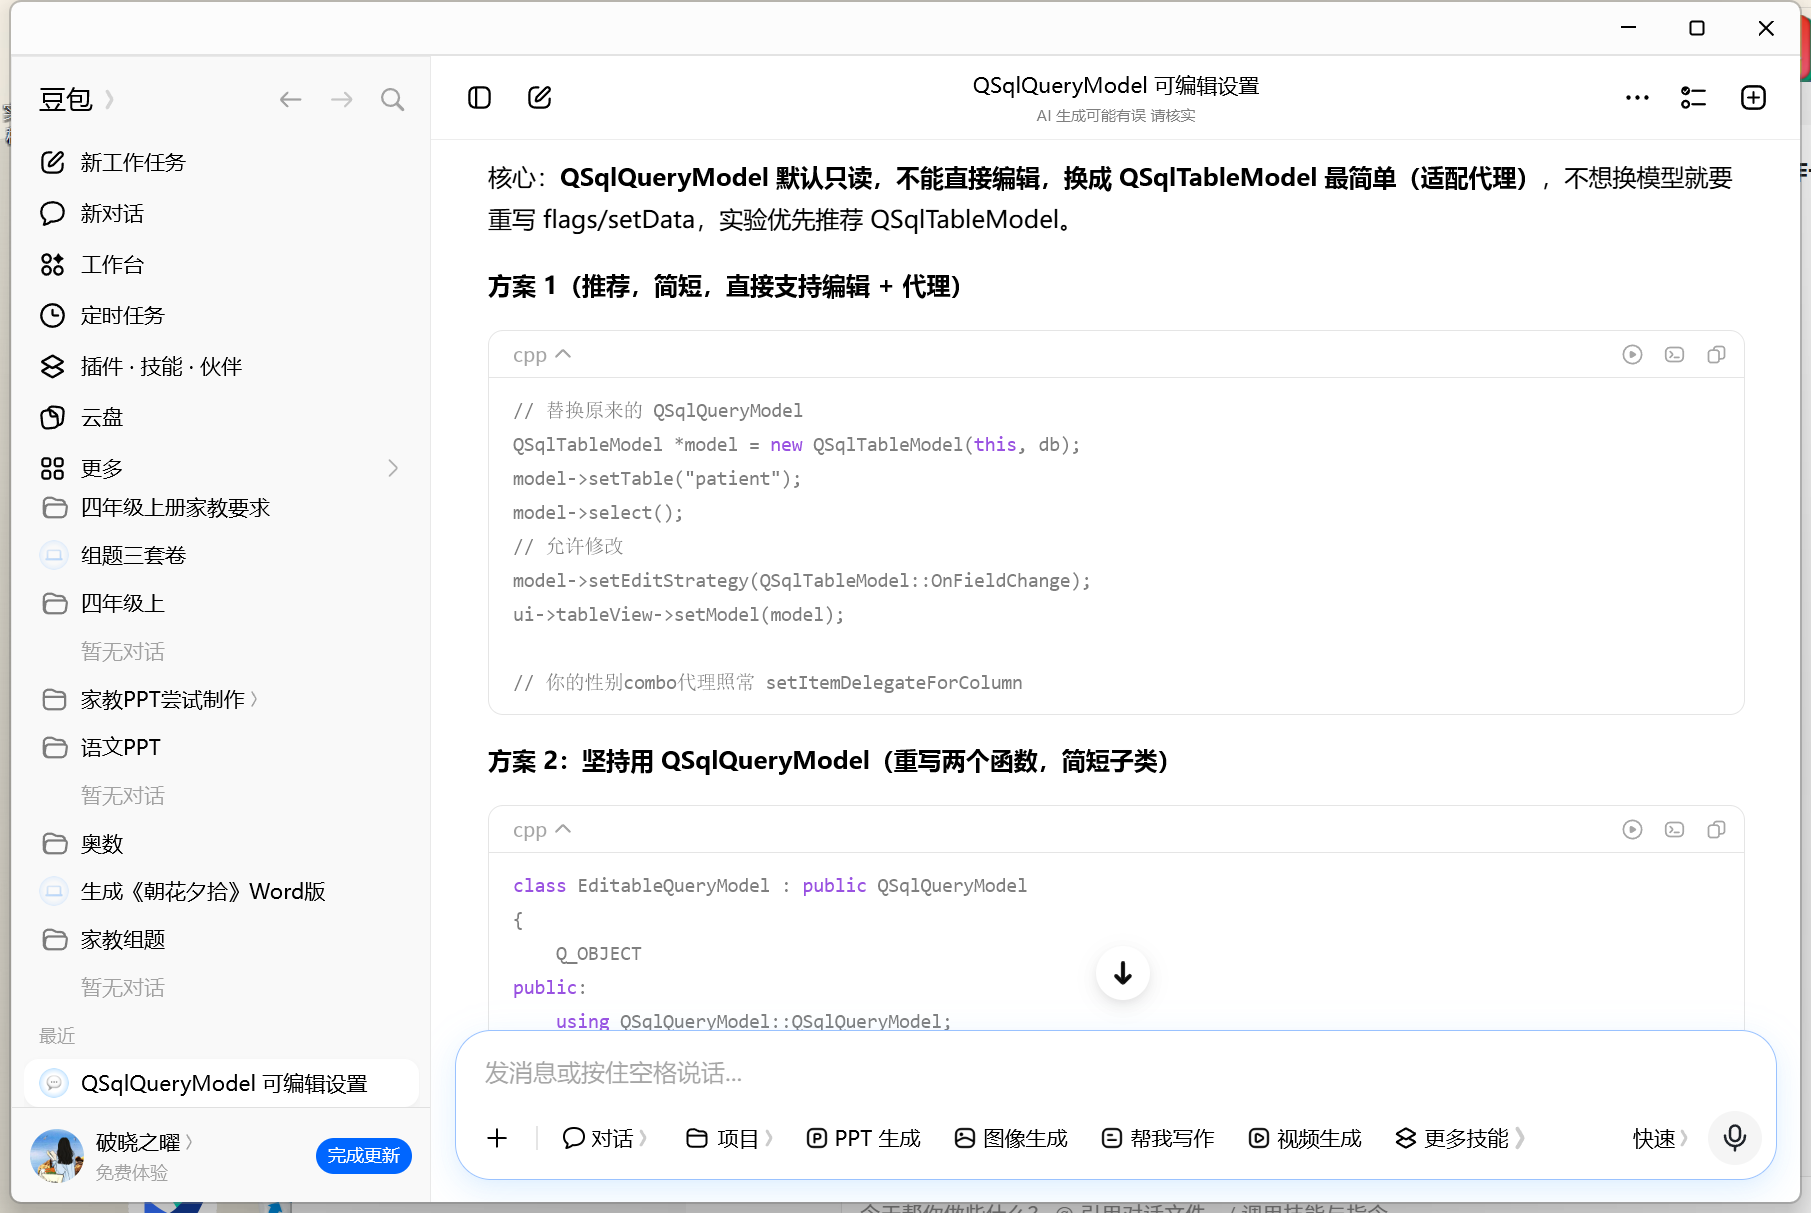 豆包
新工作任务
新对话
工作台
定时任务
插件 · 技能 · 伙伴
云盘
更多
四年级上册家教要求
组题三套卷
四年级上
暂无对话
家教PPT尝试制作
语文PPT
暂无对话
奥数
生成《朝花夕拾》Word版
家教组题
暂无对话
最近
QSqlQueryModel 可编辑设置
破晓之曜
免费体验
完成更新
QSqlQueryModel 可编辑设置
AI 生成可能有误 请核实
核心：QSqlQueryModel 默认只读，不能直接编辑，换成 QSqlTableModel 最简单（适配代理），不想换模型就要
重写 flags/setData，实验优先推荐 QSqlTableModel。
方案 1（推荐，简短，直接支持编辑 + 代理）
cpp
// 替换原来的 QSqlQueryModel
QSqlTableModel *model = new QSqlTableModel(this, db);
model->setTable("patient");
model->select();
// 允许修改
model->setEditStrategy(QSqlTableModel::OnFieldChange);
ui->tableView->setModel(model);
// 你的性别combo代理照常 setItemDelegateForColumn
方案 2：坚持用 QSqlQueryModel（重写两个函数，简短子类）
cpp
class EditableQueryModel : public QSqlQueryModel
{
Q_OBJECT
public:
using QSqlQueryModel::QSqlQueryModel;
发消息或按住空格说话...
对话
项目
PPT 生成
图像生成
帮我写作
视频生成
更多技能
快速